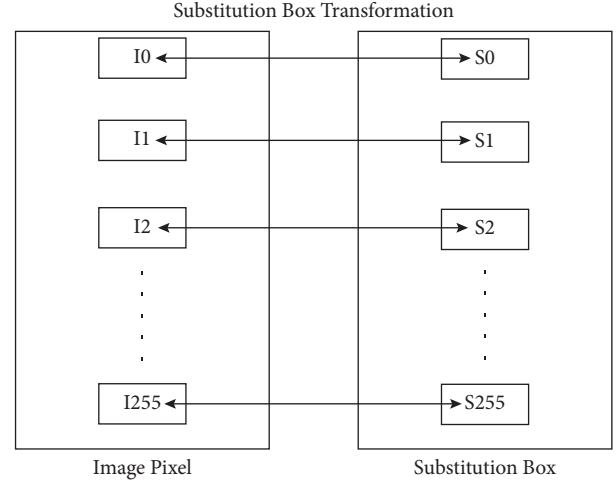 Substitution Box Transformation
I0 S0
I1 S1
I2 S2
I255 S255
Image Pixel Substitution Box